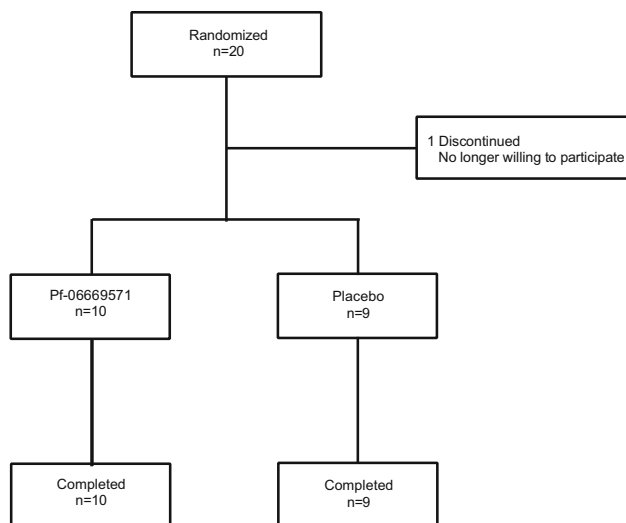 Randomized
n=20
1 Discontinued
No longer willing to participate
Pf-06669571
n=10
Placebo
n=9
Completed
n=10
Completed
n=9